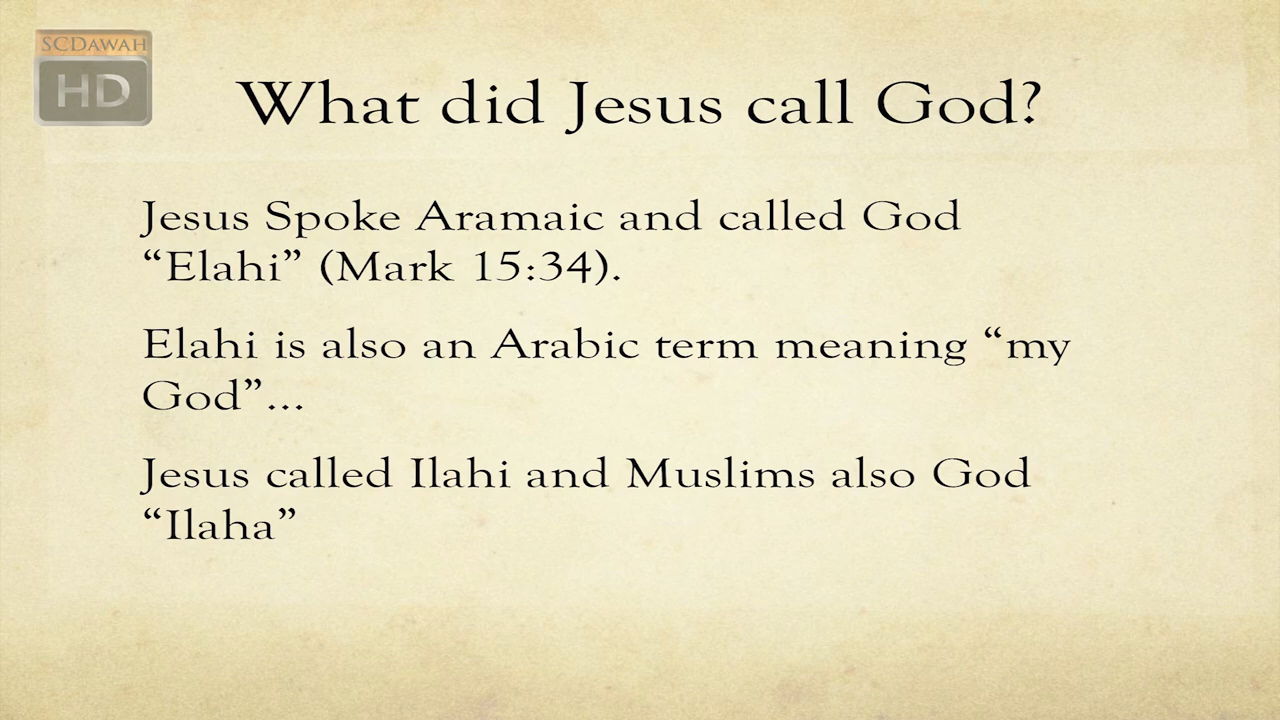 SCDAWAH
HD
What did Jesus call God?
Jesus Spoke Aramaic and called God
“Elahi” (Mark 15:34).
Elahi is also an Arabic term meaning “my
God”...
Jesus called Ilahi and Muslims also God
“Ilaha”